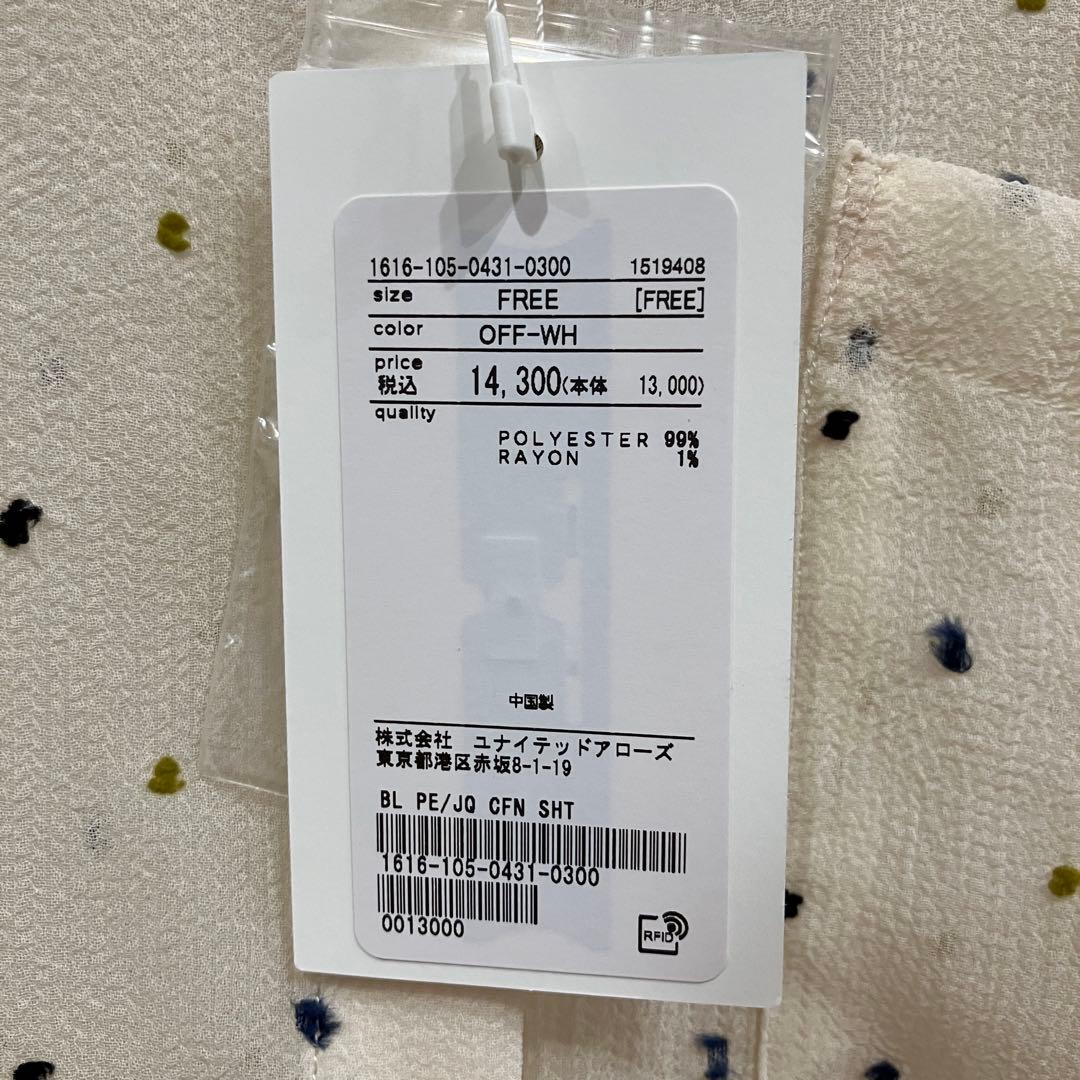 1616-105-0431-0300 1519408
size FREE [FREE]
color OFF-WH
price
税込 14,300(本体 13,000)
quality
POLYESTER 99%
RAYON 1%
中国製
株式会社 ユナイテッドアローズ
東京都港区赤坂8-1-19
BL PE/JQ CFN SHT
1616-105-0431-0300
0013000
RFID